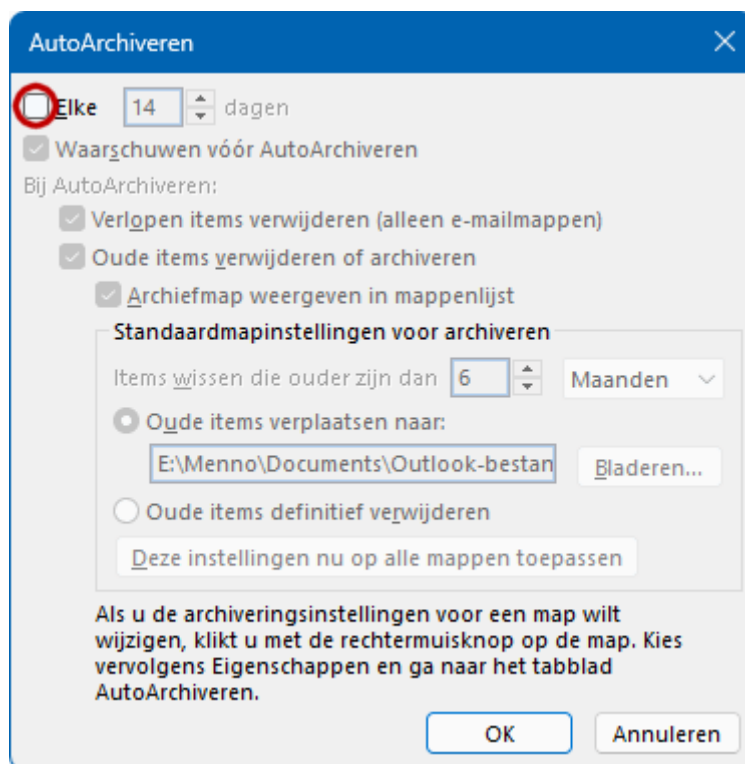 AutoArchiveren
Elke 14 dagen
Waarschuwen vóór AutoArchiveren
Bij AutoArchiveren:
Verlopen items verwijderen (alleen e-mailmappen)
Oude items verwijderen of archiveren
Archiefmap weergeven in mappenlijst
Standaardmapinstellingen voor archiveren
Items wissen die ouder zijn dan 6 Maanden
Oude items verplaatsen naar:
E:\Menno\Documents\Outlook-bestan Bladeren...
Oude items definitief verwijderen
Deze instellingen nu op alle mappen toepassen
Als u de archiveringsinstellingen voor een map wilt
wijzigen, klikt u met de rechtermuisknop op de map. Kies
vervolgens Eigenschappen en ga naar het tabblad
AutoArchiveren.
OK Annuleren